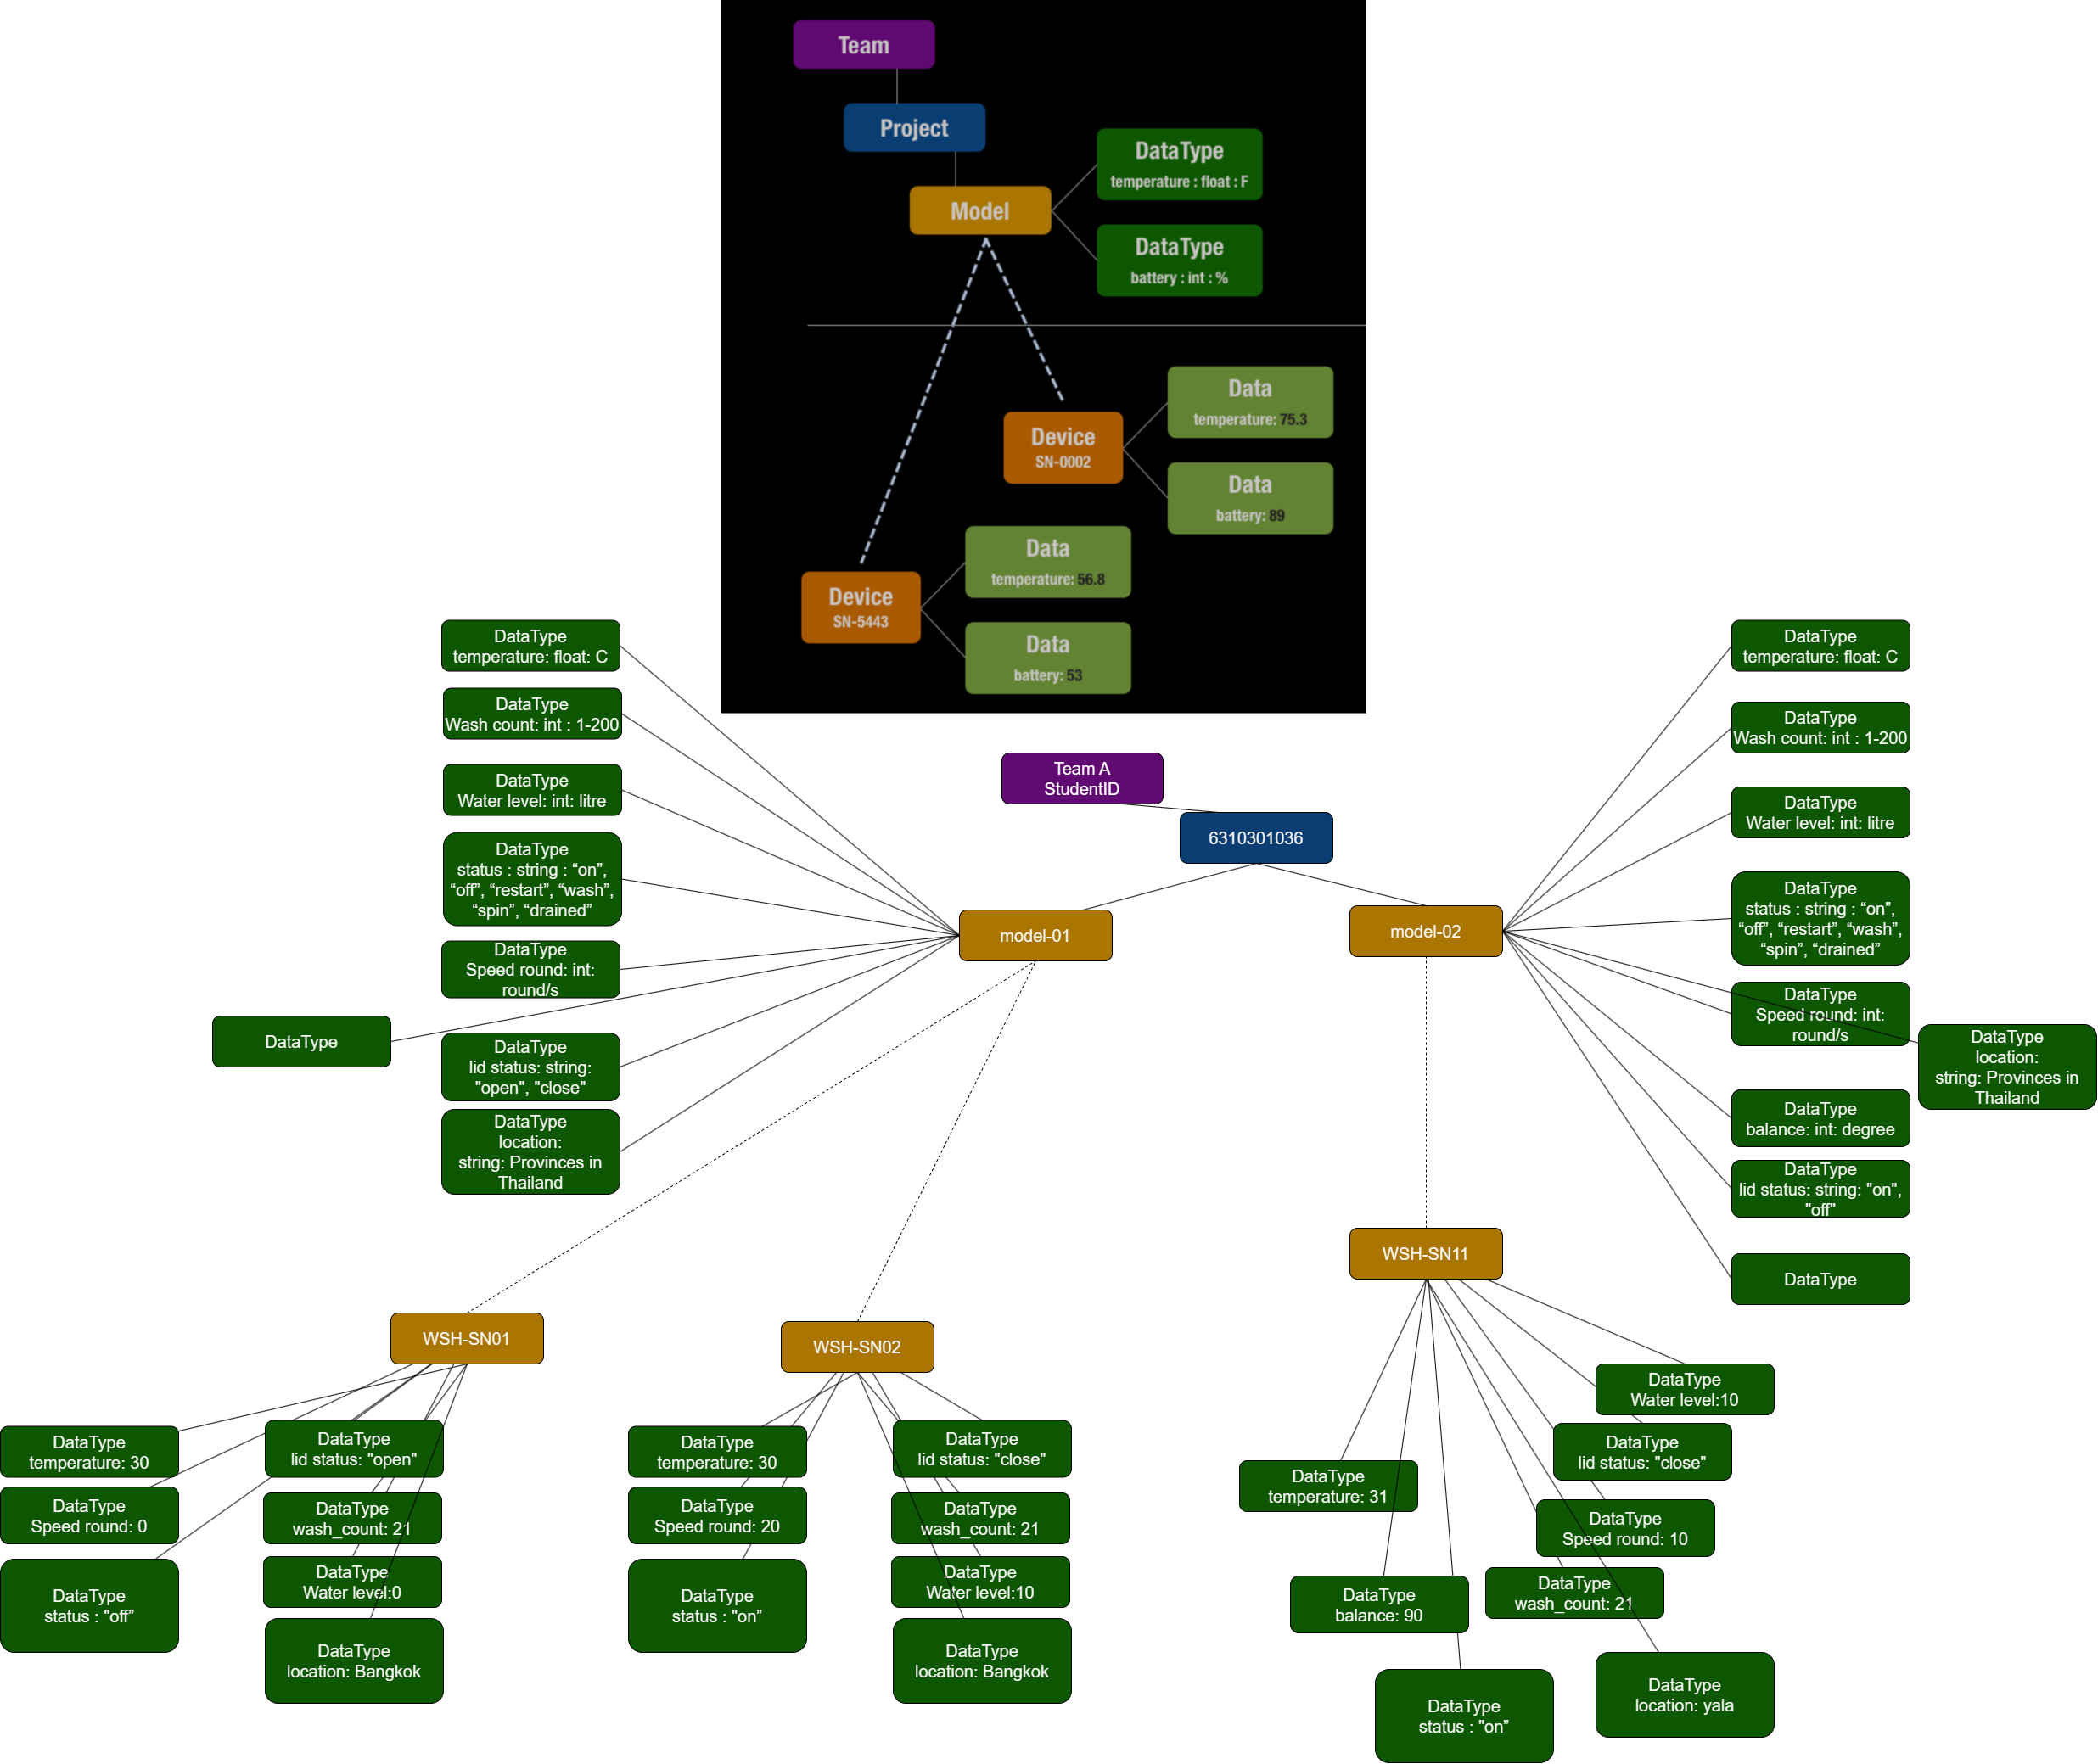 Team
Project
Model
DataType
temperature : float : F
DataType
battery : int : %
Data
temperature: 75.3
Device
SN-0002
Data
battery: 89
Data
temperature: 56.8
Device
SN-5443
Data
battery: 53
DataType
temperature: float: C
DataType
Wash count: int : 1-200
DataType
Water level: int: litre
DataType
status : string : “on”,
“off”, “restart”, “wash”,
“spin”, “drained”
DataType
Speed round: int:
round/s
DataType
DataType
lid status: string:
"open", "close"
DataType
location:
string: Provinces in
Thailand
Team A
StudentID
6310301036
model-01
model-02
DataType
temperature: float: C
DataType
Wash count: int : 1-200
DataType
Water level: int: litre
DataType
status : string : “on”,
“off”, “restart”, “wash”,
“spin”, “drained”
DataType
Speed round: int:
round/s
DataType
location:
string: Provinces in
Thailand
DataType
balance: int: degree
DataType
lid status: string: "on",
"off"
DataType
WSH-SN01
DataType
temperature: 30
DataType
Speed round: 0
DataType
status : "off”
DataType
lid status: "open"
DataType
wash_count: 21
DataType
Water level:0
DataType
location: Bangkok
WSH-SN02
DataType
temperature: 30
DataType
Speed round: 20
DataType
status : "on”
DataType
lid status: "close"
DataType
wash_count: 21
DataType
Water level:10
DataType
location: Bangkok
WSH-SN11
DataType
Water level:10
DataType
lid status: "close"
DataType
temperature: 31
DataType
Speed round: 10
DataType
balance: 90
DataType
wash_count: 21
DataType
status : "on”
DataType
location: yala